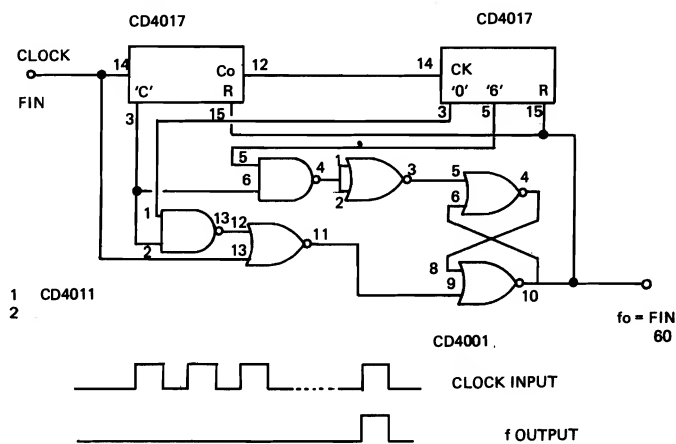 CD4017 CD4017
CLOCK
FIN
14 Co 12 14 CK
'C' R '0' '6' R
3 15 3 5 15
5 4 1 3 5 4
6 2 6
1 13 12 11 8
2 13 9 10
1 CD4011
2
fo = FIN
60
CD4001
CLOCK INPUT
f OUTPUT